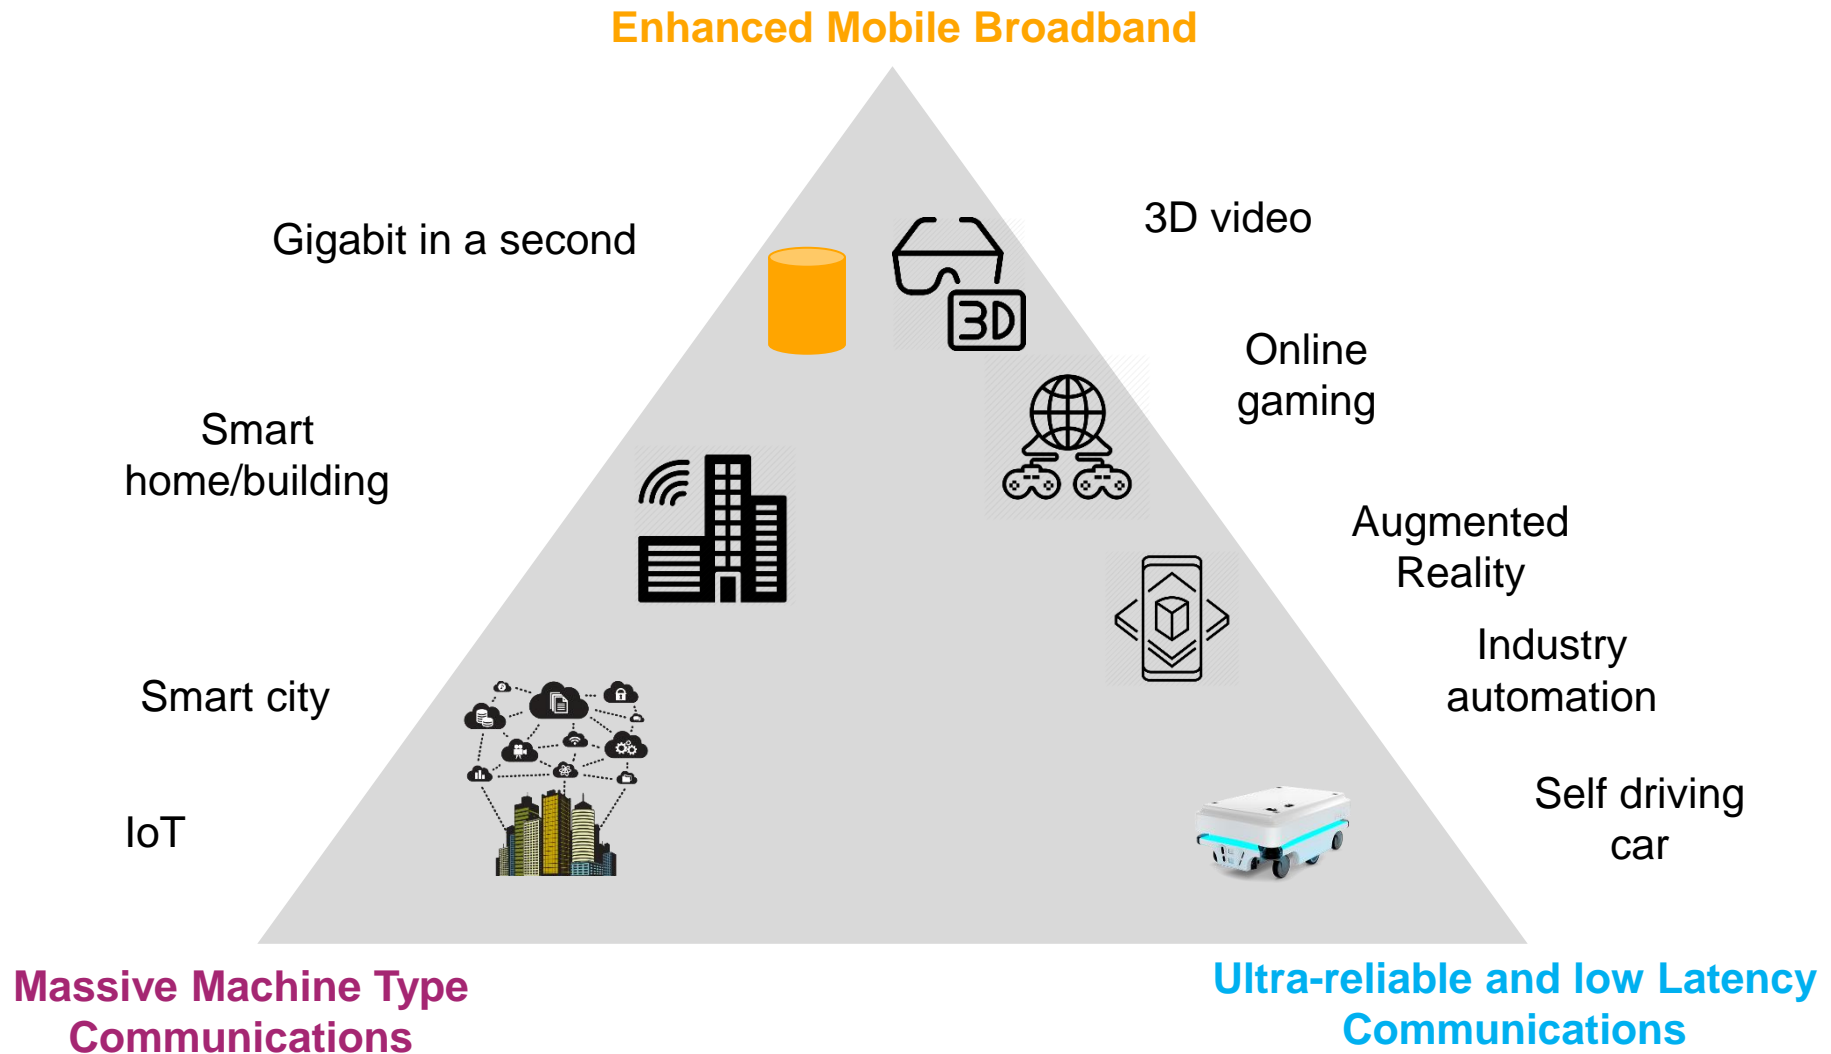 Enhanced Mobile Broadband
Gigabit in a second
3D video
3D
Online
gaming
Smart
home/building
Augmented
Reality
Industry
automation
Smart city
Self driving
car
IoT
Massive Machine Type
Communications
Ultra-reliable and low Latency
Communications